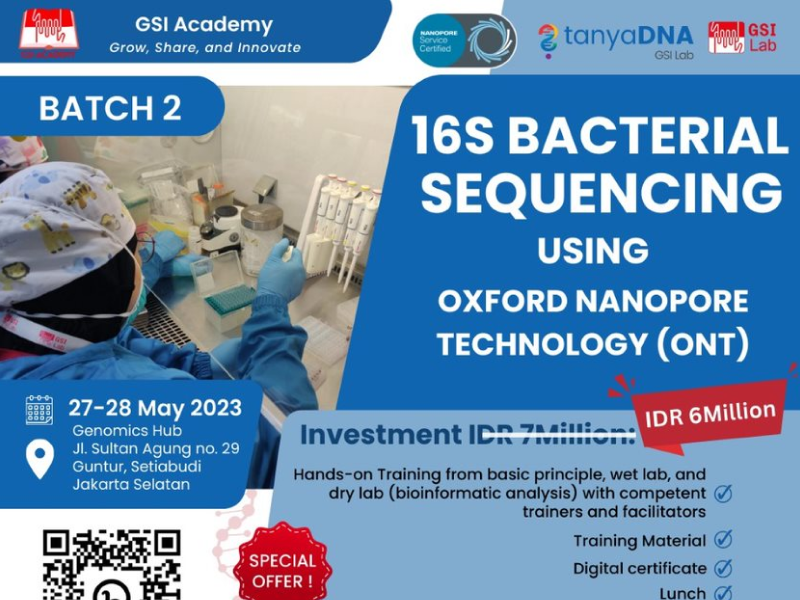 GSI Academy
Grow, Share, and Innovate
NANOPORE
Service
Certified
tanyaDNA
GSI Lab
GSI
Lab
BATCH 2
16S BACTERIAL
SEQUENCING
USING
OXFORD NANOPORE
TECHNOLOGY (ONT)
27-28 May 2023
Genomics Hub
Jl. Sultan Agung no. 29
Guntur, Setiabudi
Jakarta Selatan
Investment IDR 7Million:
IDR 6Million
Hands-on Training from basic principle, wet lab, and
dry lab (bioinformatic analysis) with competent
trainers and facilitators
Training Material
Digital certificate
Lunch
SPECIAL
OFFER !